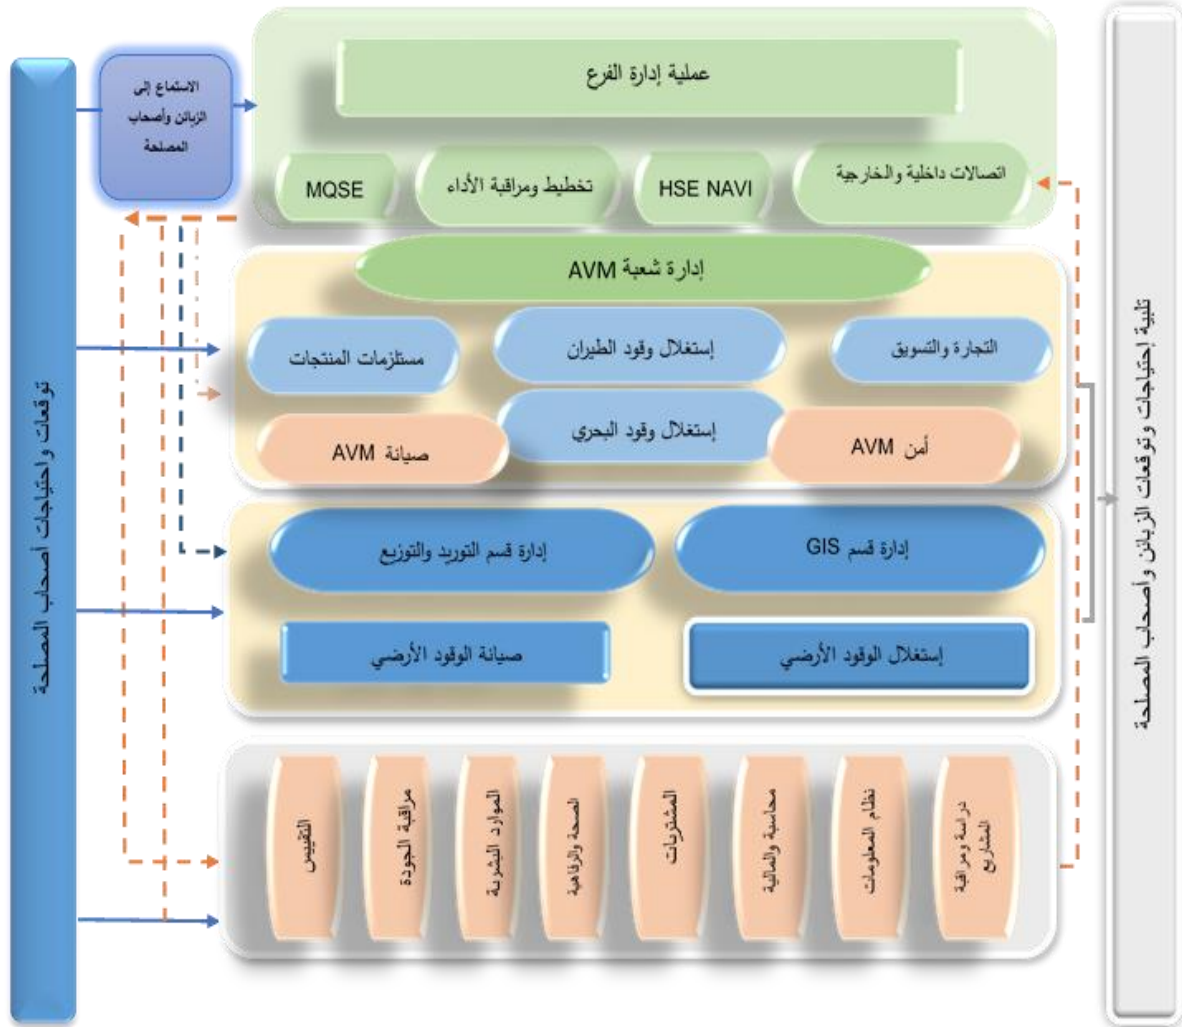 توقعات واحتياجات أصحاب المصلحة
الاستماع إلى
الزبائن وأصحاب
المصلحة
عملية إدارة الفرع
اتصالات داخلية والخارجية
HSE NAVI
تخطيط ومراقبة الأداء
MQSE
إدارة شعبة AVM
التجارة والتسويق
إستغلال وقود الطيران
مستلزمات المنتجات
أمن AVM
إستغلال وقود البحري
صيانة AVM
إدارة قسم GIS
إدارة قسم التوريد والتوزيع
إستغلال الوقود الأرضي
صيانة الوقود الأرضي
دراسة ومراقبة
المشاريع
نظام المعلومات
محاسبة والمالية
المشتريات
الصحة والرفاهية
الموارد البشرية
مراقبة الجودة
التقييس
تلبية إحتياجات وتوقعات الزبائن وأصحاب المصلحة